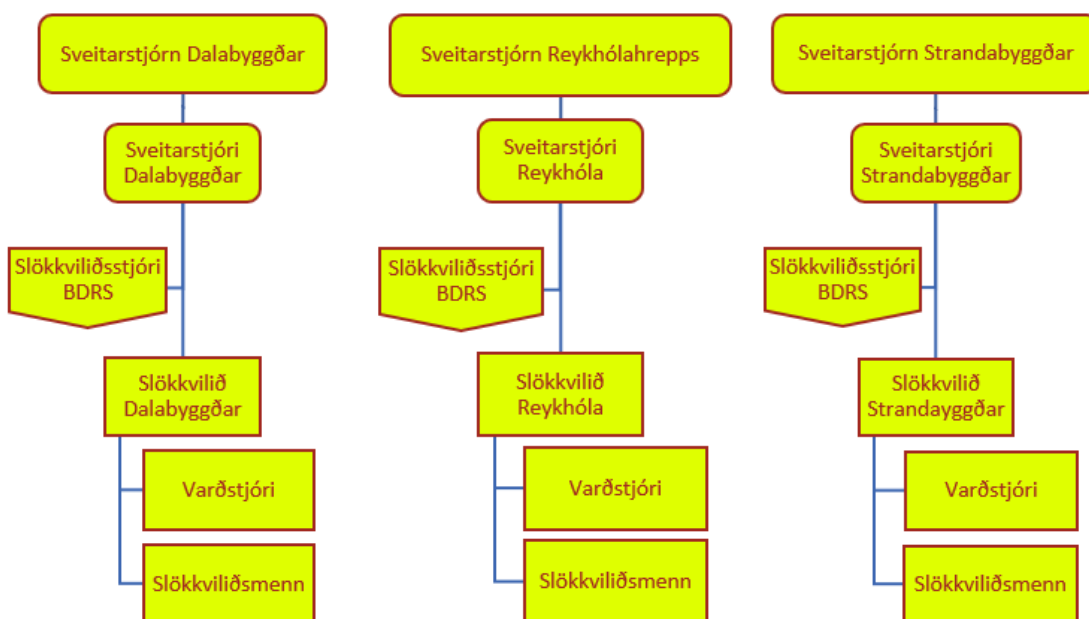 Sveitarstjórn Dalabyggðar
Sveitarstjóri
Dalabyggðar
Slökkviliðsstjóri
BDRS
Slökkvilið
Dalabyggðar
Varðstjóri
Slökkviliðsmenn
Sveitarstjórn Reykhólahrepps
Sveitarstjóri
Reykhóla
Slökkviliðsstjóri
BDRS
Slökkvilið
Reykhóla
Varðstjóri
Slökkviliðsmenn
Sveitarstjórn Strandabyggðar
Sveitarstjóri
Strandabyggðar
Slökkviliðsstjóri
BDRS
Slökkvilið
Strandayggðar
Varðstjóri
Slökkviliðsmenn